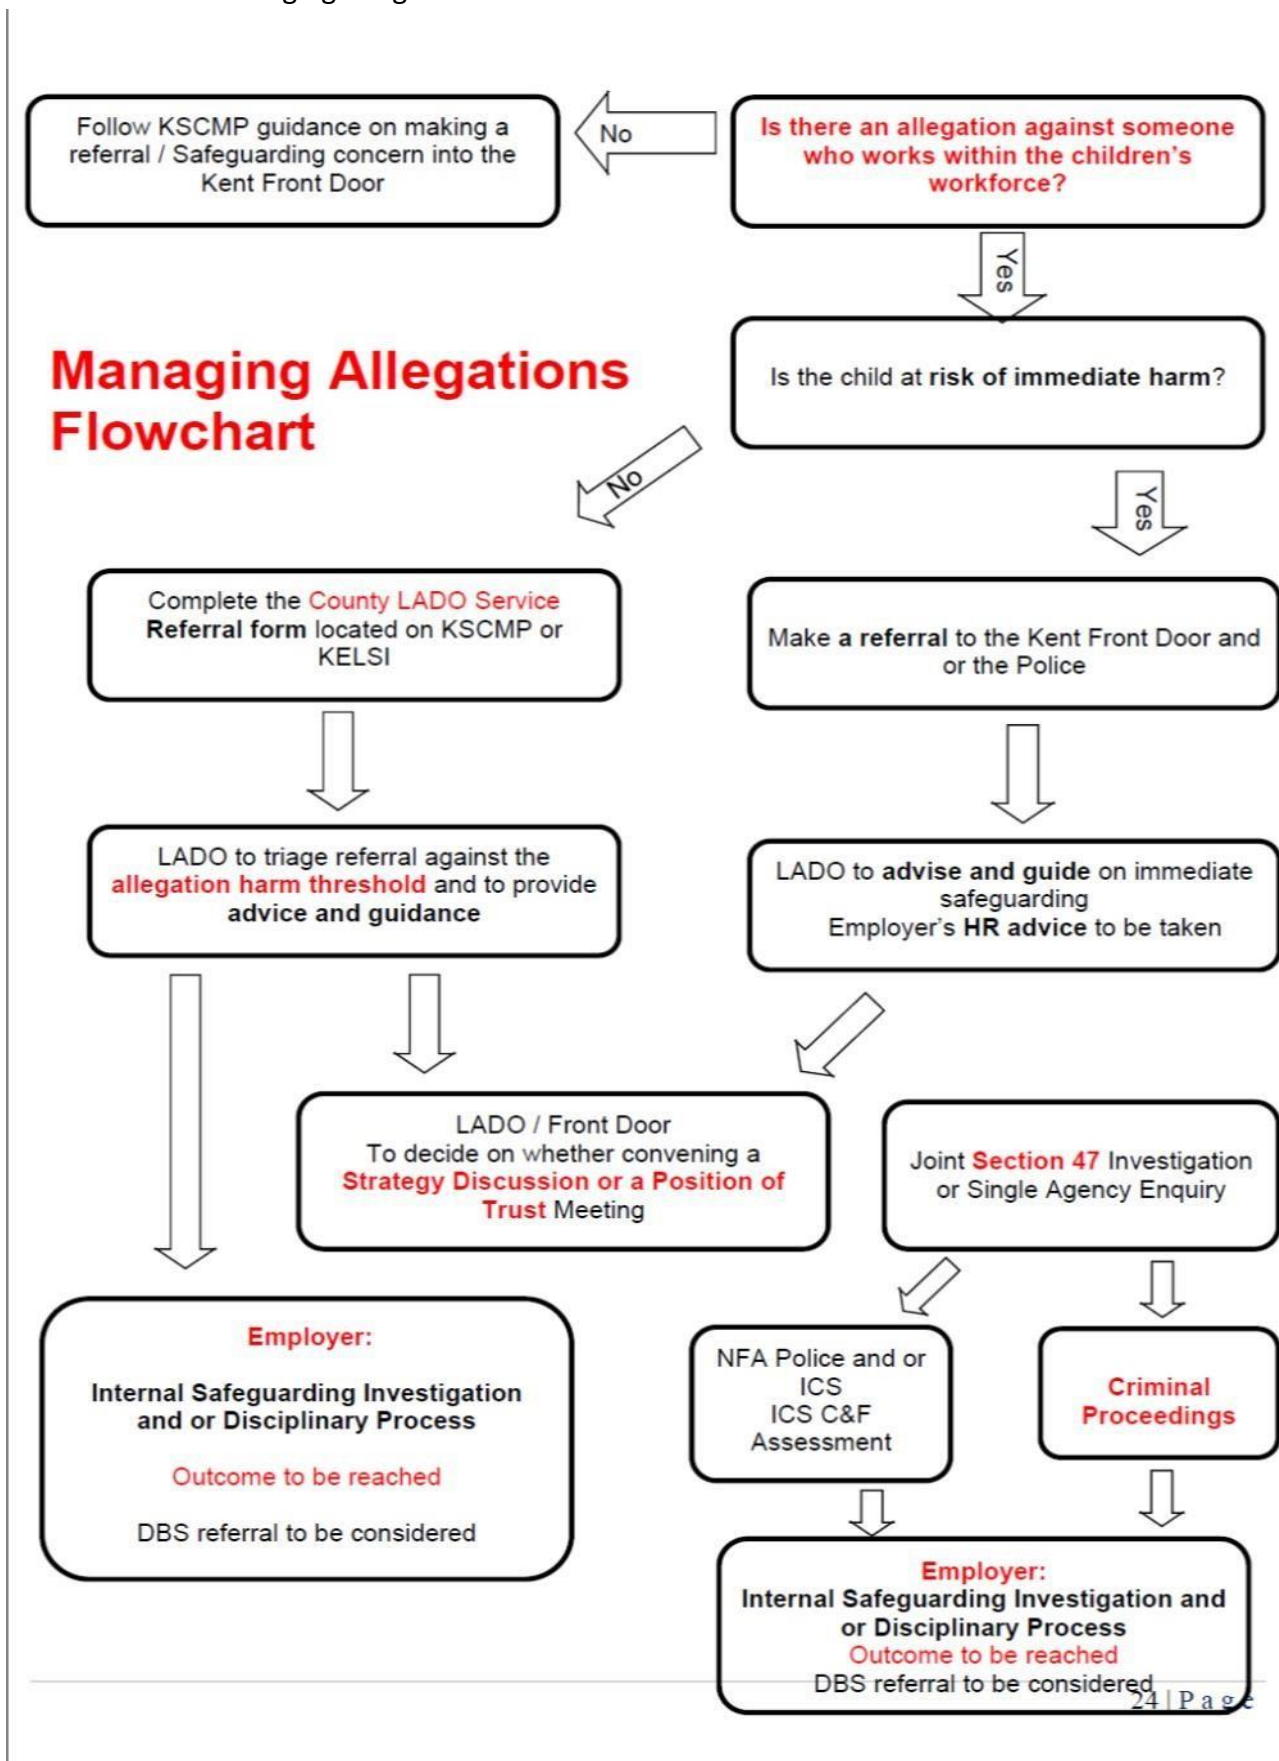 Follow KSCMP guidance on making a
referral / Safeguarding concern into the
Kent Front Door
No
Is there an allegation against someone
who works within the children's
workforce?
Yes
Managing Allegations
Flowchart
Is the child at risk of immediate harm?
No
Yes
Complete the County LADO Service
Referral form located on KSCMP or
KELSI
Make a referral to the Kent Front Door and
or the Police
LADO to triage referral against the
allegation harm threshold and to provide
advice and guidance
LADO to advise and guide on immediate
safeguarding
Employer's HR advice to be taken
LADO / Front Door
To decide on whether convening a
Strategy Discussion or a Position of
Trust Meeting
Joint Section 47 Investigation
or Single Agency Enquiry
Employer:
Internal Safeguarding Investigation
and or Disciplinary Process
Outcome to be reached
DBS referral to be considered
NFA Police and or
ICS
ICS C&F
Assessment
Criminal
Proceedings
Employer:
Internal Safeguarding Investigation and
or Disciplinary Process
Outcome to be reached
DBS referral to be considered
24 | P a g e